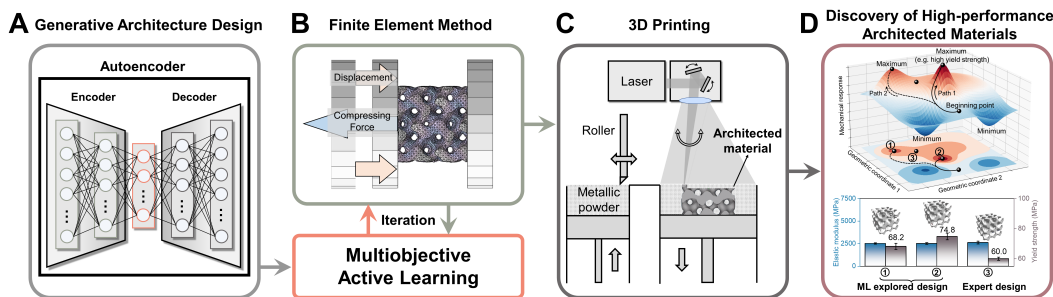 A Generative Architecture Design
Autoencoder
Encoder
Decoder
B Finite Element Method
Displacement
Compressing
Force
Iteration
Multiobjective
Active Learning
C 3D Printing
Laser
Roller
Architected
material
Metallic
powder
D Discovery of High-performance
Architected Materials
Maximum
(e.g. high yield strength)
Maximum
Path 2
Path 1
Beginning point
Minimum
Minimum
Mechanical response
① ② ③
Geometric coordinate 1
Geometric coordinate 2
Elastic modulus (MPa)
7500
5000
2500
0
68.2
74.8
60.0
100
80
60
Yield strength (MPa)
① ② ③
ML explored design
Expert design